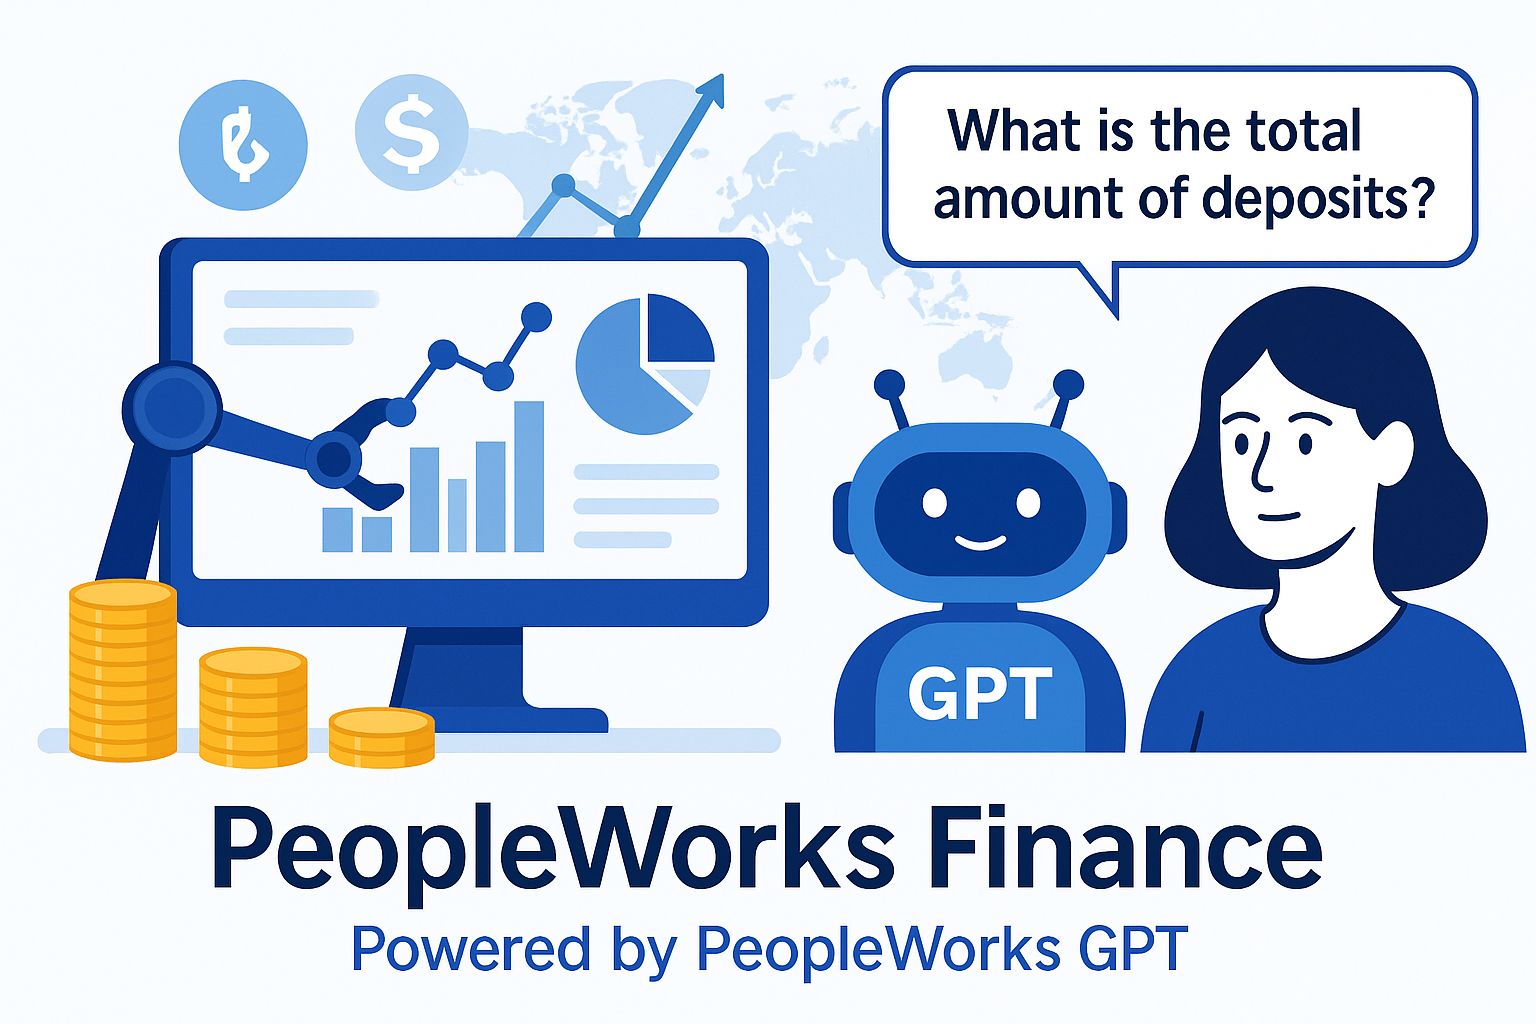 $
What is the total
amount of deposits?
GPT
PeopleWorks Finance
Powered by PeopleWorks GPT